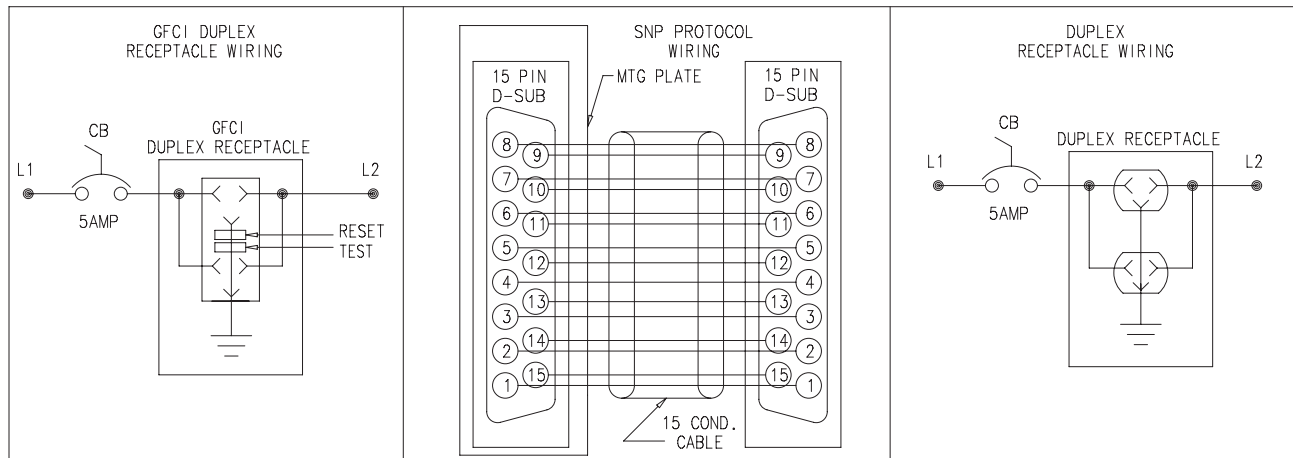 GFCI DUPLEX
RECEPTACLE WIRING
CB
GFCI
DUPLEX RECEPTACLE
L1
L2
5AMP
RESET
TEST
SNP PROTOCOL
WIRING
15 PIN
D-SUB
MTG PLATE
15 PIN
D-SUB
8
9
7
10
6
11
5
12
4
13
3
14
2
15
1
8
9
7
10
6
11
5
12
4
13
3
14
2
15
1
15 COND.
CABLE
DUPLEX
RECEPTACLE WIRING
CB
DUPLEX RECEPTACLE
L1
L2
5AMP